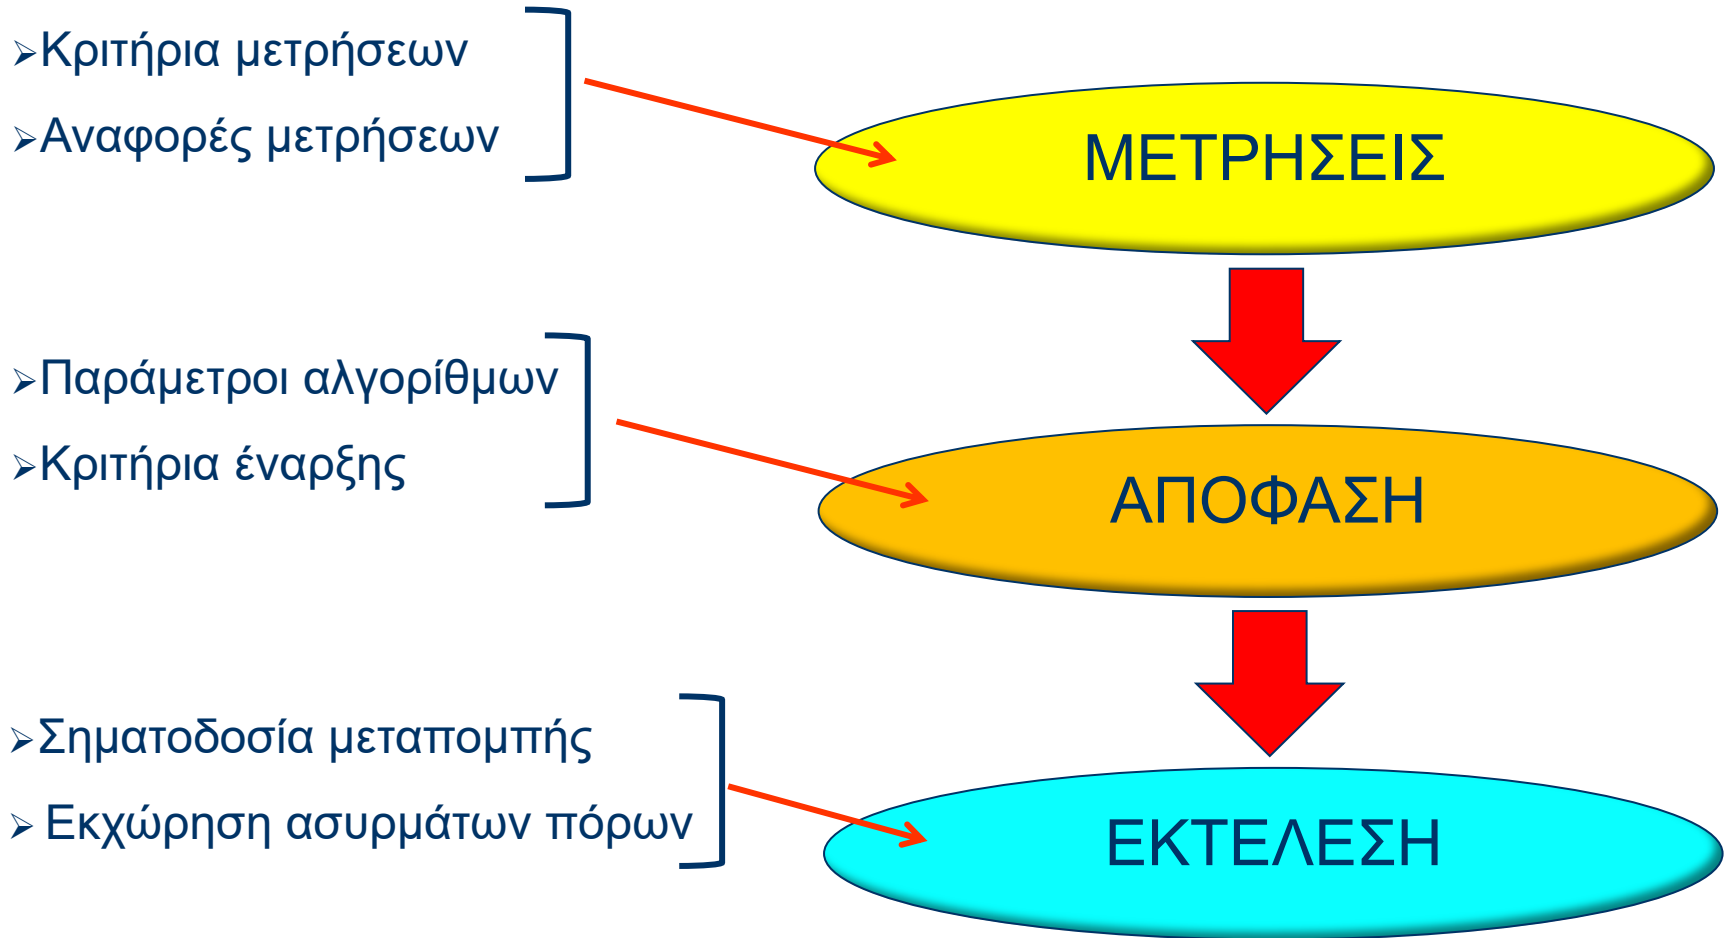 ➢Κριτήρια μετρήσεων
➢Αναφορές μετρήσεων
ΜΕΤΡΗΣΕΙΣ
➢Παράμετροι αλγορίθμων
➢Κριτήρια έναρξης
ΑΠΟΦΑΣΗ
➢Σηματοδοσία μεταπομπής
➢ Εκχώρηση ασυρμάτων πόρων
ΕΚΤΕΛΕΣΗ